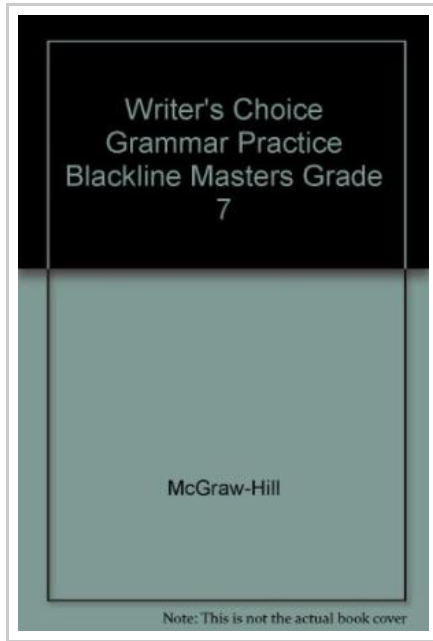 Writer's Choice
Grammar Practice
Blackline Masters Grade
7
McGraw-Hill
Note: This is not the actual book cover